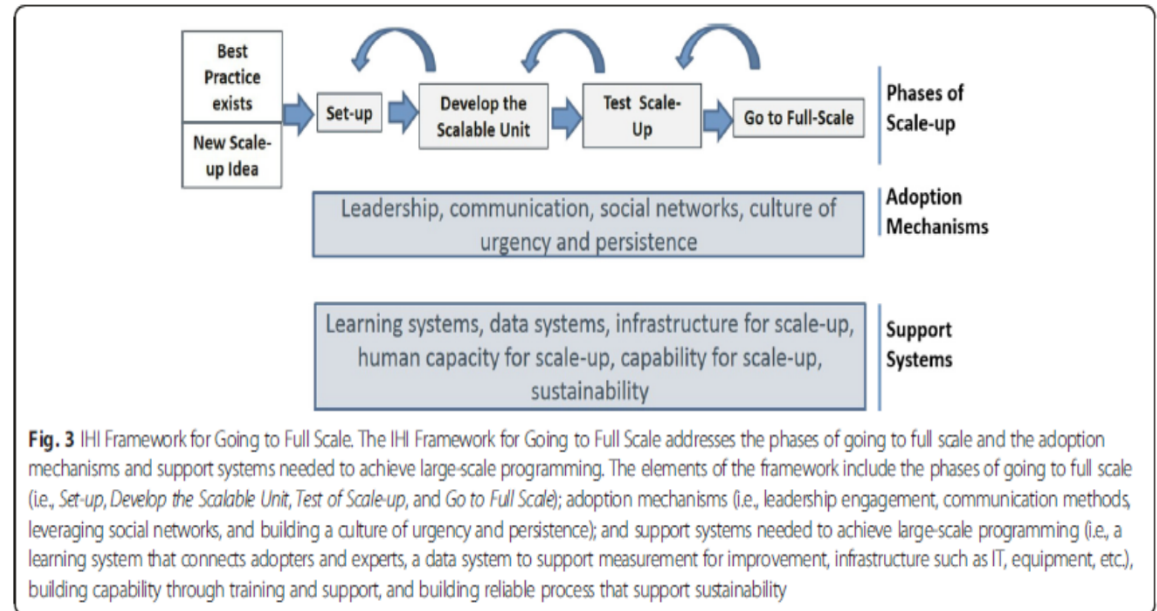 Best
Practice
exists
New Scale-
up Idea
Set-up
Develop the
Scalable Unit
Test Scale-
Up
Go to Full-Scale
Phases of
Scale-up
Leadership, communication, social networks, culture of
urgency and persistence
Adoption
Mechanisms
Learning systems, data systems, infrastructure for scale-up,
human capacity for scale-up, capability for scale-up,
sustainability
Support
Systems
Fig. 3 IHI Framework for Going to Full Scale. The IHI Framework for Going to Full Scale addresses the phases of going to full scale and the adoption
mechanisms and support systems needed to achieve large-scale programming. The elements of the framework include the phases of going to full scale
(i.e., Set-up, Develop the Scalable Unit, Test of Scale-up, and Go to Full Scale); adoption mechanisms (i.e., leadership engagement, communication methods,
leveraging social networks, and building a culture of urgency and persistence); and support systems needed to achieve large-scale programming (i.e., a
learning system that connects adopters and experts, a data system to support measurement for improvement, infrastructure such as IT, equipment, etc.),
building capability through training and support, and building reliable process that support sustainability